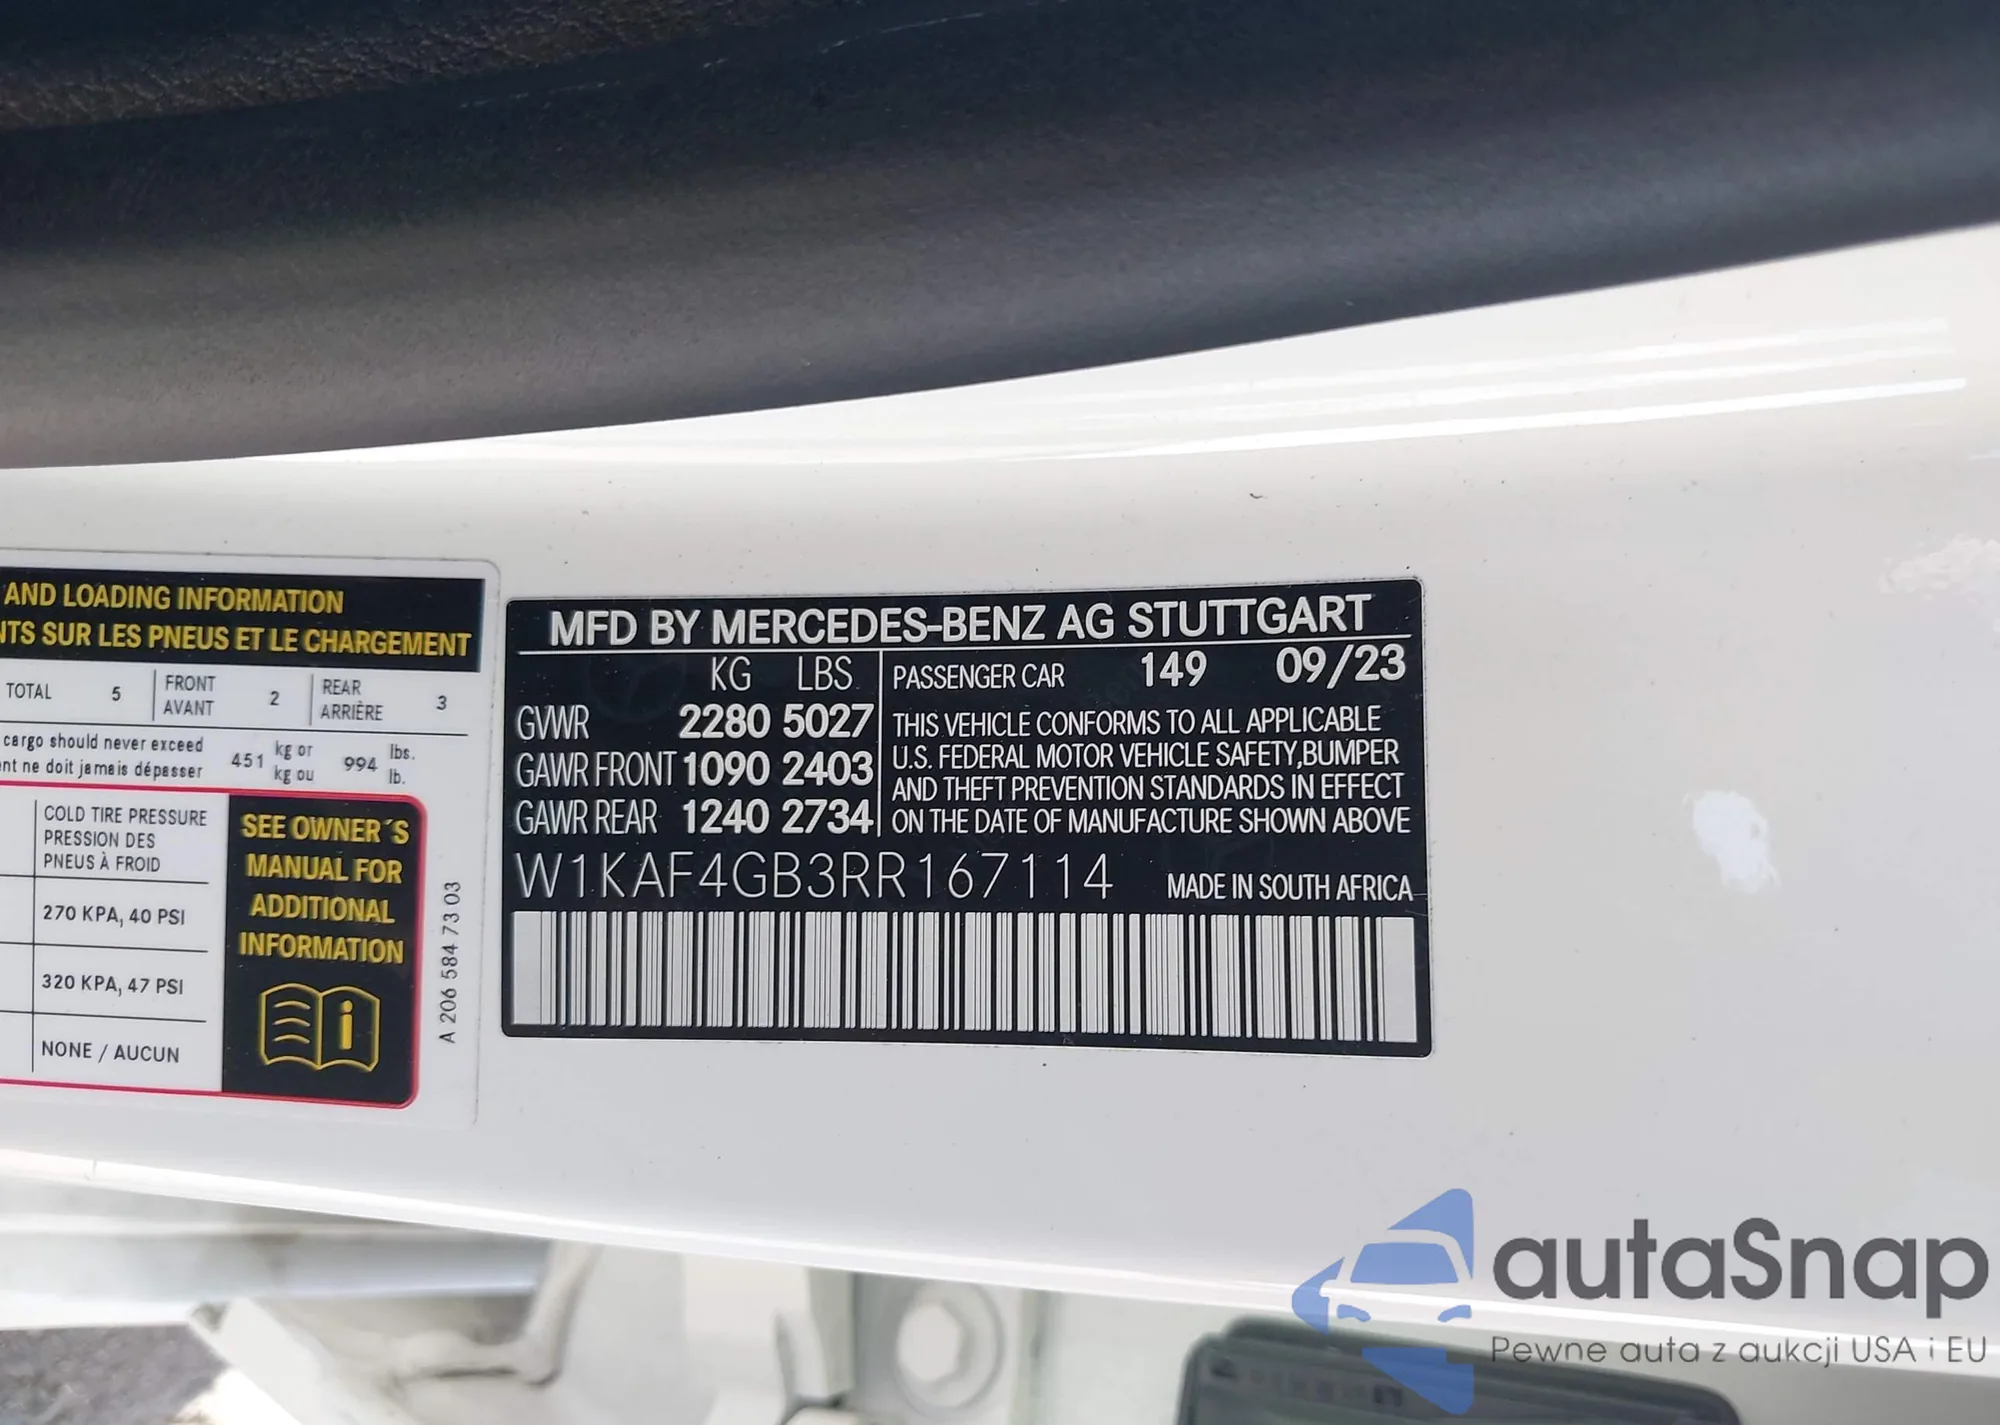 AND LOADING INFORMATION
NTS SUR LES PNEUS ET LE CHARGEMENT
TOTAL 5 FRONT AVANT 2 REAR ARRIÈRE 3
cargo should never exceed 451 kg or 994 lbs.
nt ne doit jamais dépasser kg ou lb.
COLD TIRE PRESSURE
PRESSION DES
PNEUS À FROID
270 KPA, 40 PSI
320 KPA, 47 PSI
NONE / AUCUN
SEE OWNER´S
MANUAL FOR
ADDITIONAL
INFORMATION
A 206 584 73 03
MFD BY MERCEDES-BENZ AG STUTTGART
KG LBS
GVWR 2280 5027
GAWR FRONT 1090 2403
GAWR REAR 1240 2734
PASSENGER CAR 149 09/23
THIS VEHICLE CONFORMS TO ALL APPLICABLE
U.S. FEDERAL MOTOR VEHICLE SAFETY,BUMPER
AND THEFT PREVENTION STANDARDS IN EFFECT
ON THE DATE OF MANUFACTURE SHOWN ABOVE
W1KAF4GB3RR167114 MADE IN SOUTH AFRICA
autaSnap
Pewne auta z aukcji USA i EU